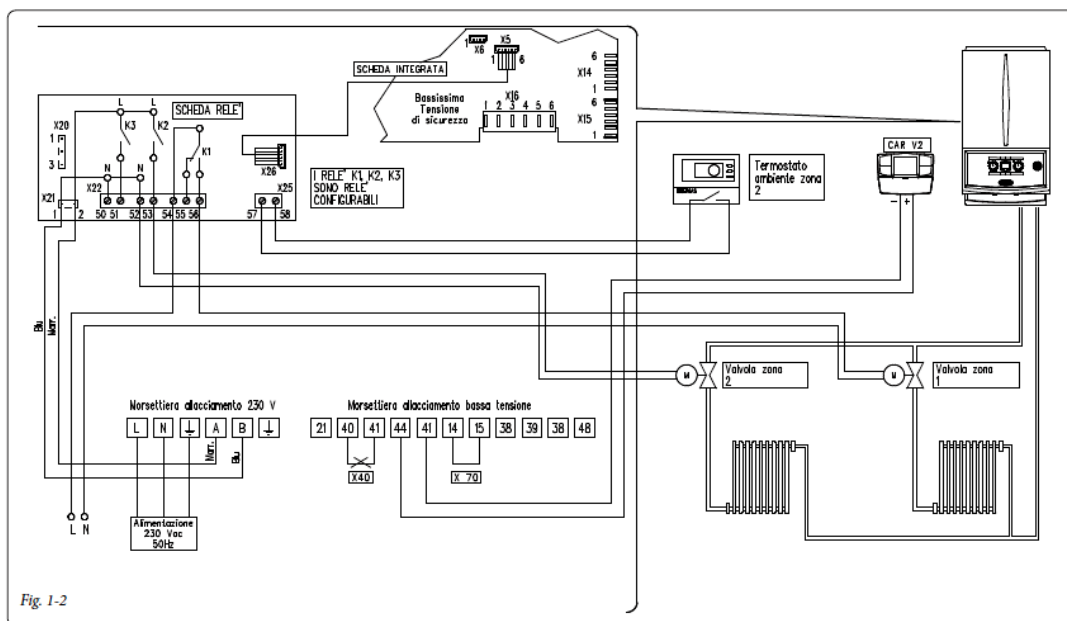 X6
X5
1
1
6
SCHEDA INTEGRATA
6
X14
1
6
X15
1
Bassissima
Tensione
di sicurezza
X16
1 2 3 4 5 6
SCHEDA RELE'
L
L
K3
K2
K1
X20
1
3
N
N
X26
X22
X25
X21
1
2
50 51 52 53 54 55 56
57
58
I RELE' K1, K2, K3
SONO RELE'
CONFIGURABILI
Termostato
ambiente zona
2
CAR V.2
- +
Blu
Marr.
M
Valvola zona
2
M
Valvola zona
1
Morsettiera allacciamento 230 V
L N A B
Marr.
Blu
Morsettiera allacciamento bassa tensione
21 40 41 44 41 14 15 38 39 38 48
X40
X 70
L N
Alimentazione
230 Vac
50Hz
Fig. 1-2